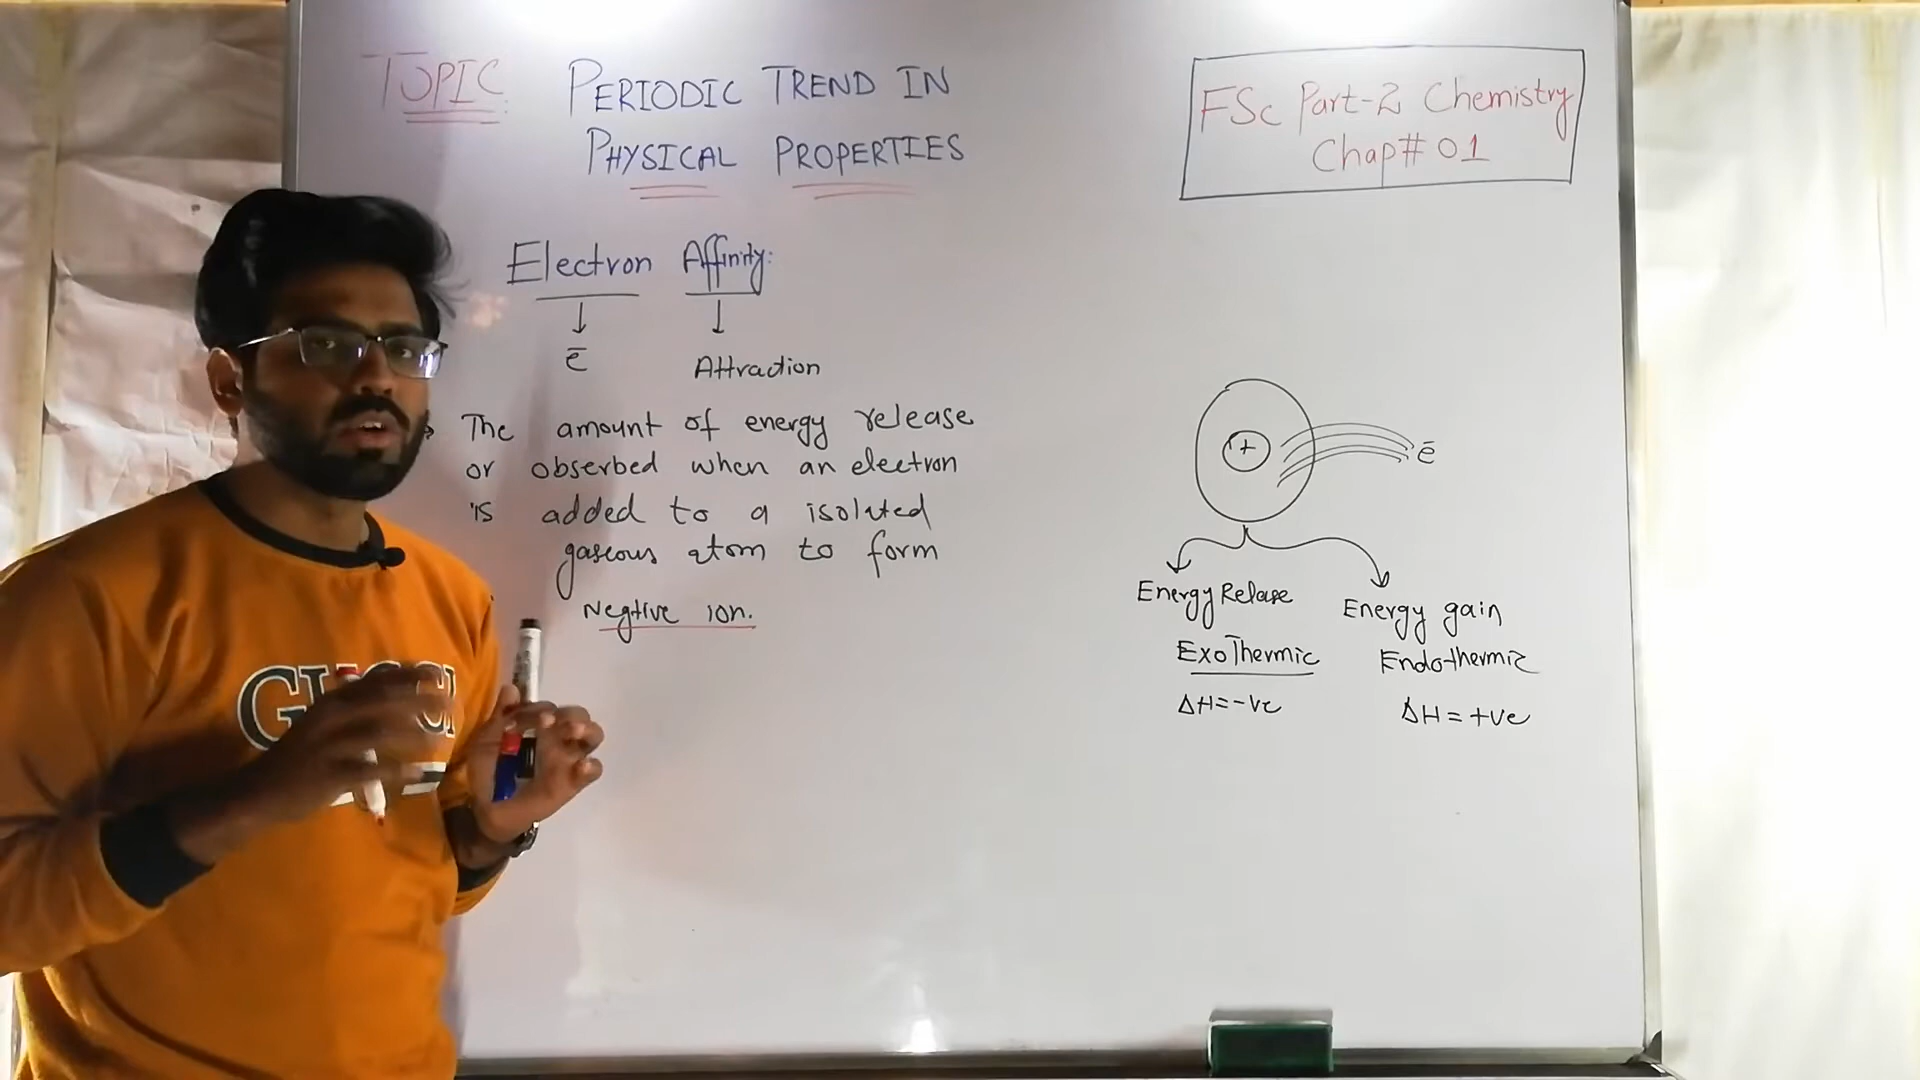 TOPIC: PERIODIC TREND IN
PHYSICAL PROPERTIES
FSc Part-2 Chemistry
Chap# 01
Electron Affinity:
ē
Attraction
The amount of energy release
or obserbed when an electron
is added to a isolated
gaseous atom to form
Negtive ion.
+
ē
Energy Relase
Energy gain
ExoThermic
Endothermic
ΔH=-ve
ΔH=+ve
GUCCI